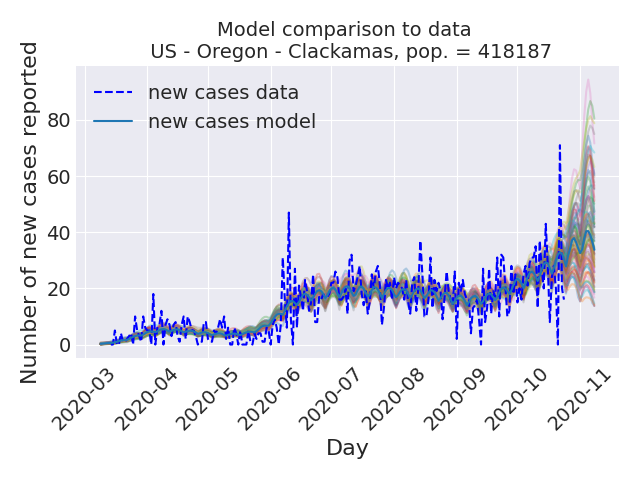 Model comparison to data
US - Oregon - Clackamas, pop. = 418187
Number of new cases reported
new cases data
new cases model
80
60
40
20
0
2020-03
2020-04
2020-05
2020-06
2020-07
2020-08
2020-09
2020-10
2020-11
Day